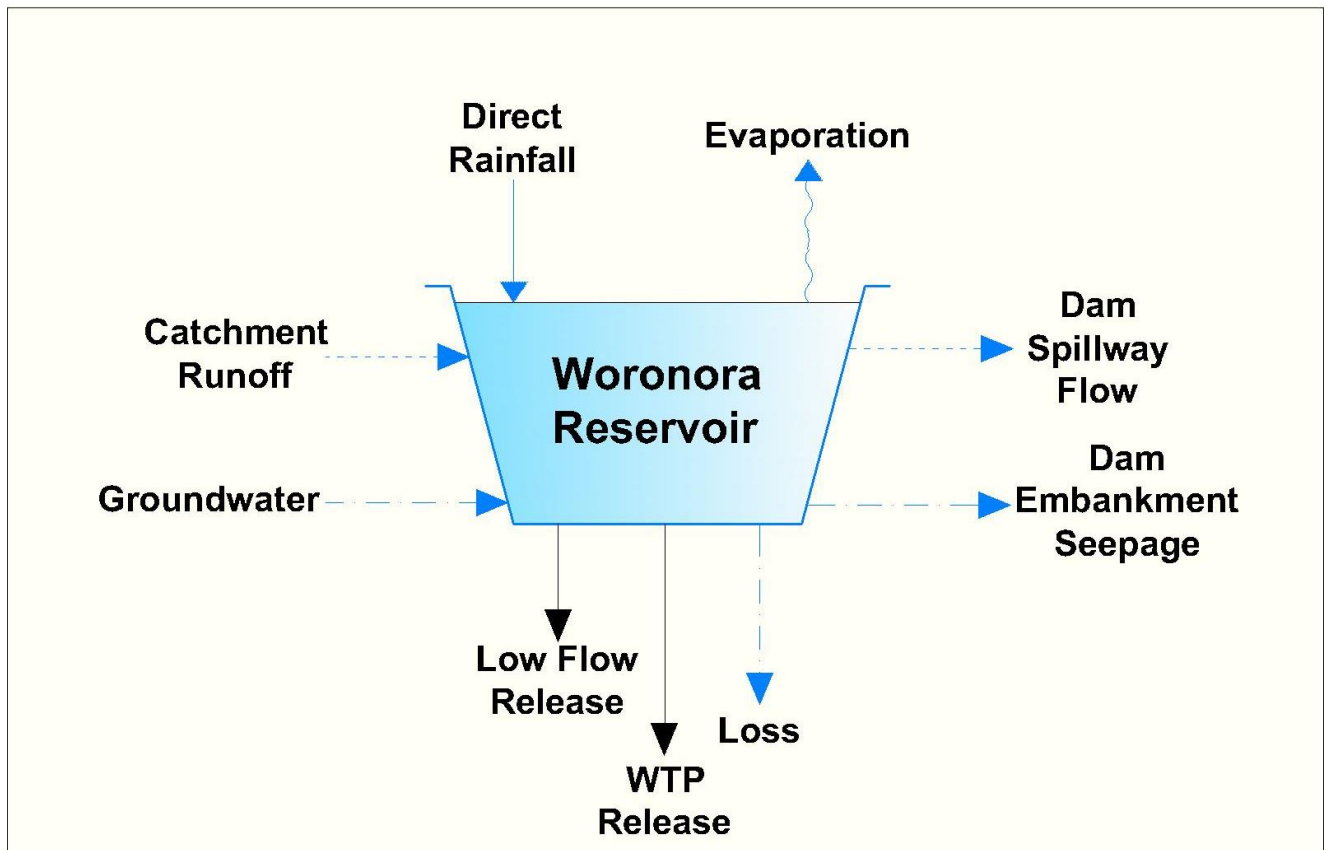 Direct
Rainfall
Evaporation
Catchment
Runoff
Woronora
Reservoir
Dam
Spillway
Flow
Groundwater
Dam
Embankment
Seepage
Low Flow
Release
Loss
WTP
Release